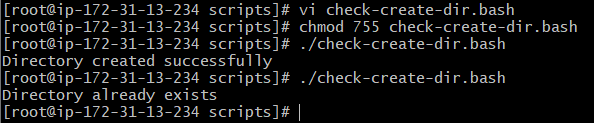 [root@ip-172-31-13-234 scripts]# vi check-create-dir.bash
[root@ip-172-31-13-234 scripts]# chmod 755 check-create-dir.bash
[root@ip-172-31-13-234 scripts]# ./check-create-dir.bash
Directory created successfully
[root@ip-172-31-13-234 scripts]# ./check-create-dir.bash
Directory already exists
[root@ip-172-31-13-234 scripts]#